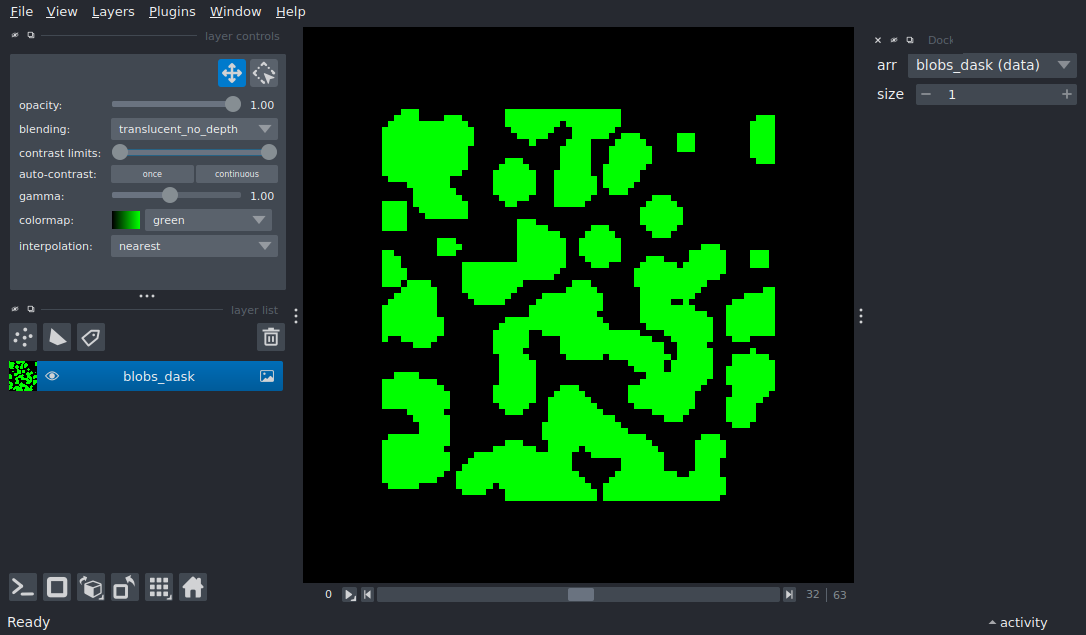 File View Layers Plugins Window Help
layer controls
opacity: 1.00
blending: translucent_no_depth
contrast limits:
auto-contrast: once continuous
gamma: 1.00
colormap: green
interpolation: nearest
layer list
blobs_dask
Dock
arr blobs_dask (data)
size 1
0 32 63
Ready
activity